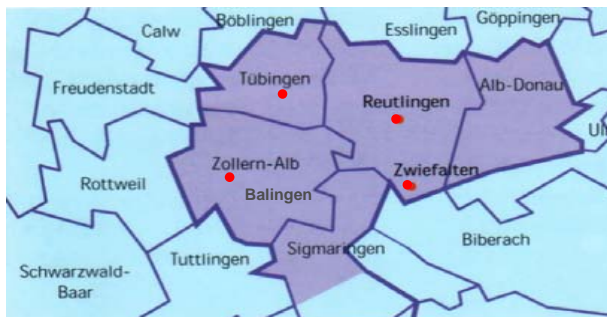 Böblingen
Göppingen
Calw
Esslingen
Tübingen
Alb-Donau
Freudenstadt
Reutlingen
Zollern-Alb
Zwiefalten
Rottweil
Balingen
Sigmaringen
Biberach
Tuttlingen
Schwarzwald-
Baar